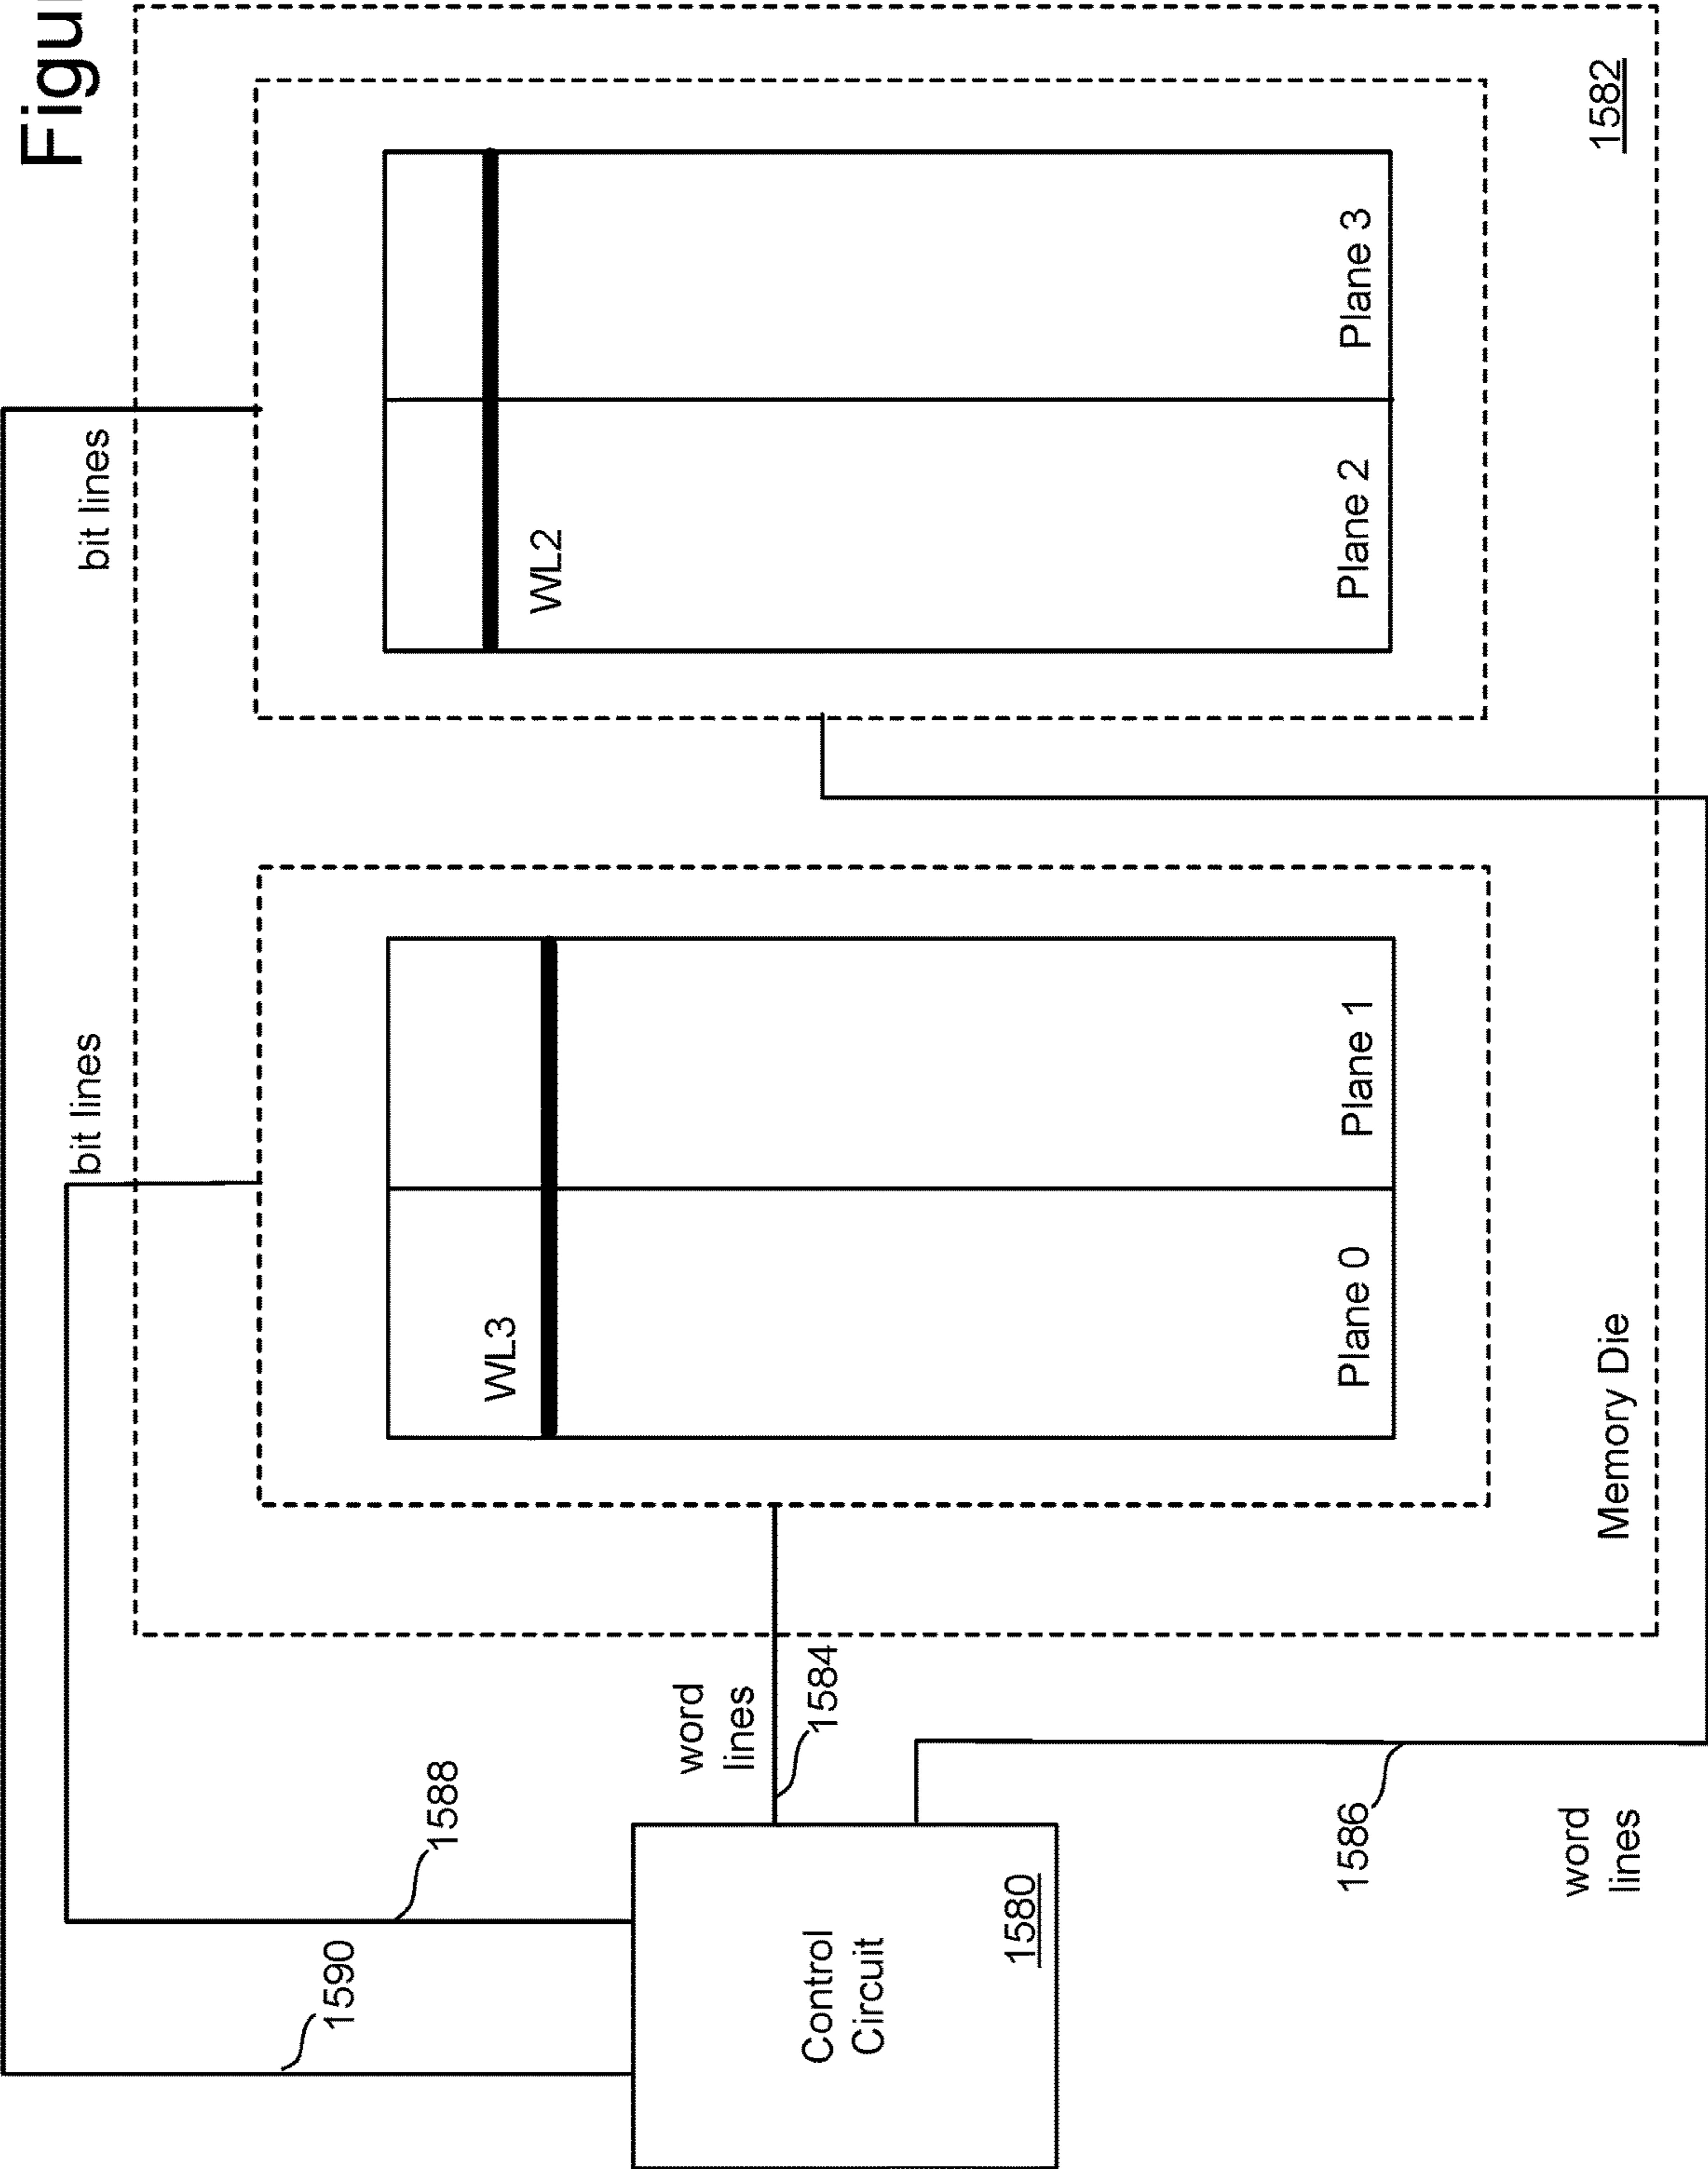 Figu
bit lines
bit lines
1590
1588
WL3
WL2
word
lines
1584
Control
Circuit
1580
1586
Plane 0
Plane 1
Plane 2
Plane 3
word
lines
Memory Die
1582